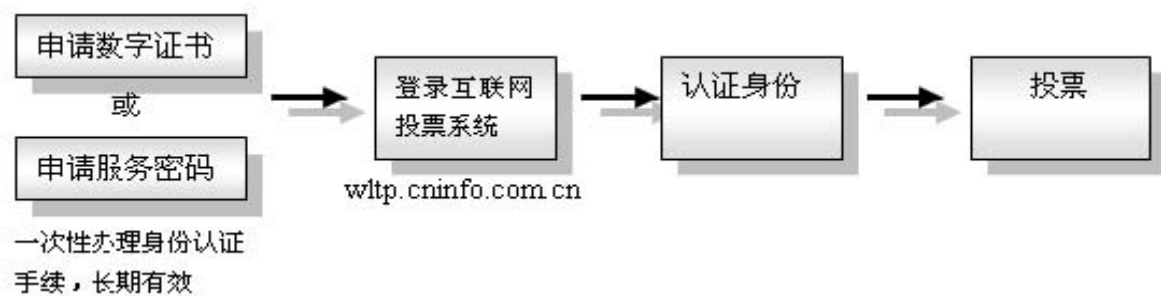 申请数字证书
或
申请服务密码
一次性办理身份认证
手续，长期有效
登录互联网
投票系统
wltp.cninfo.com.cn
认证身份
投票